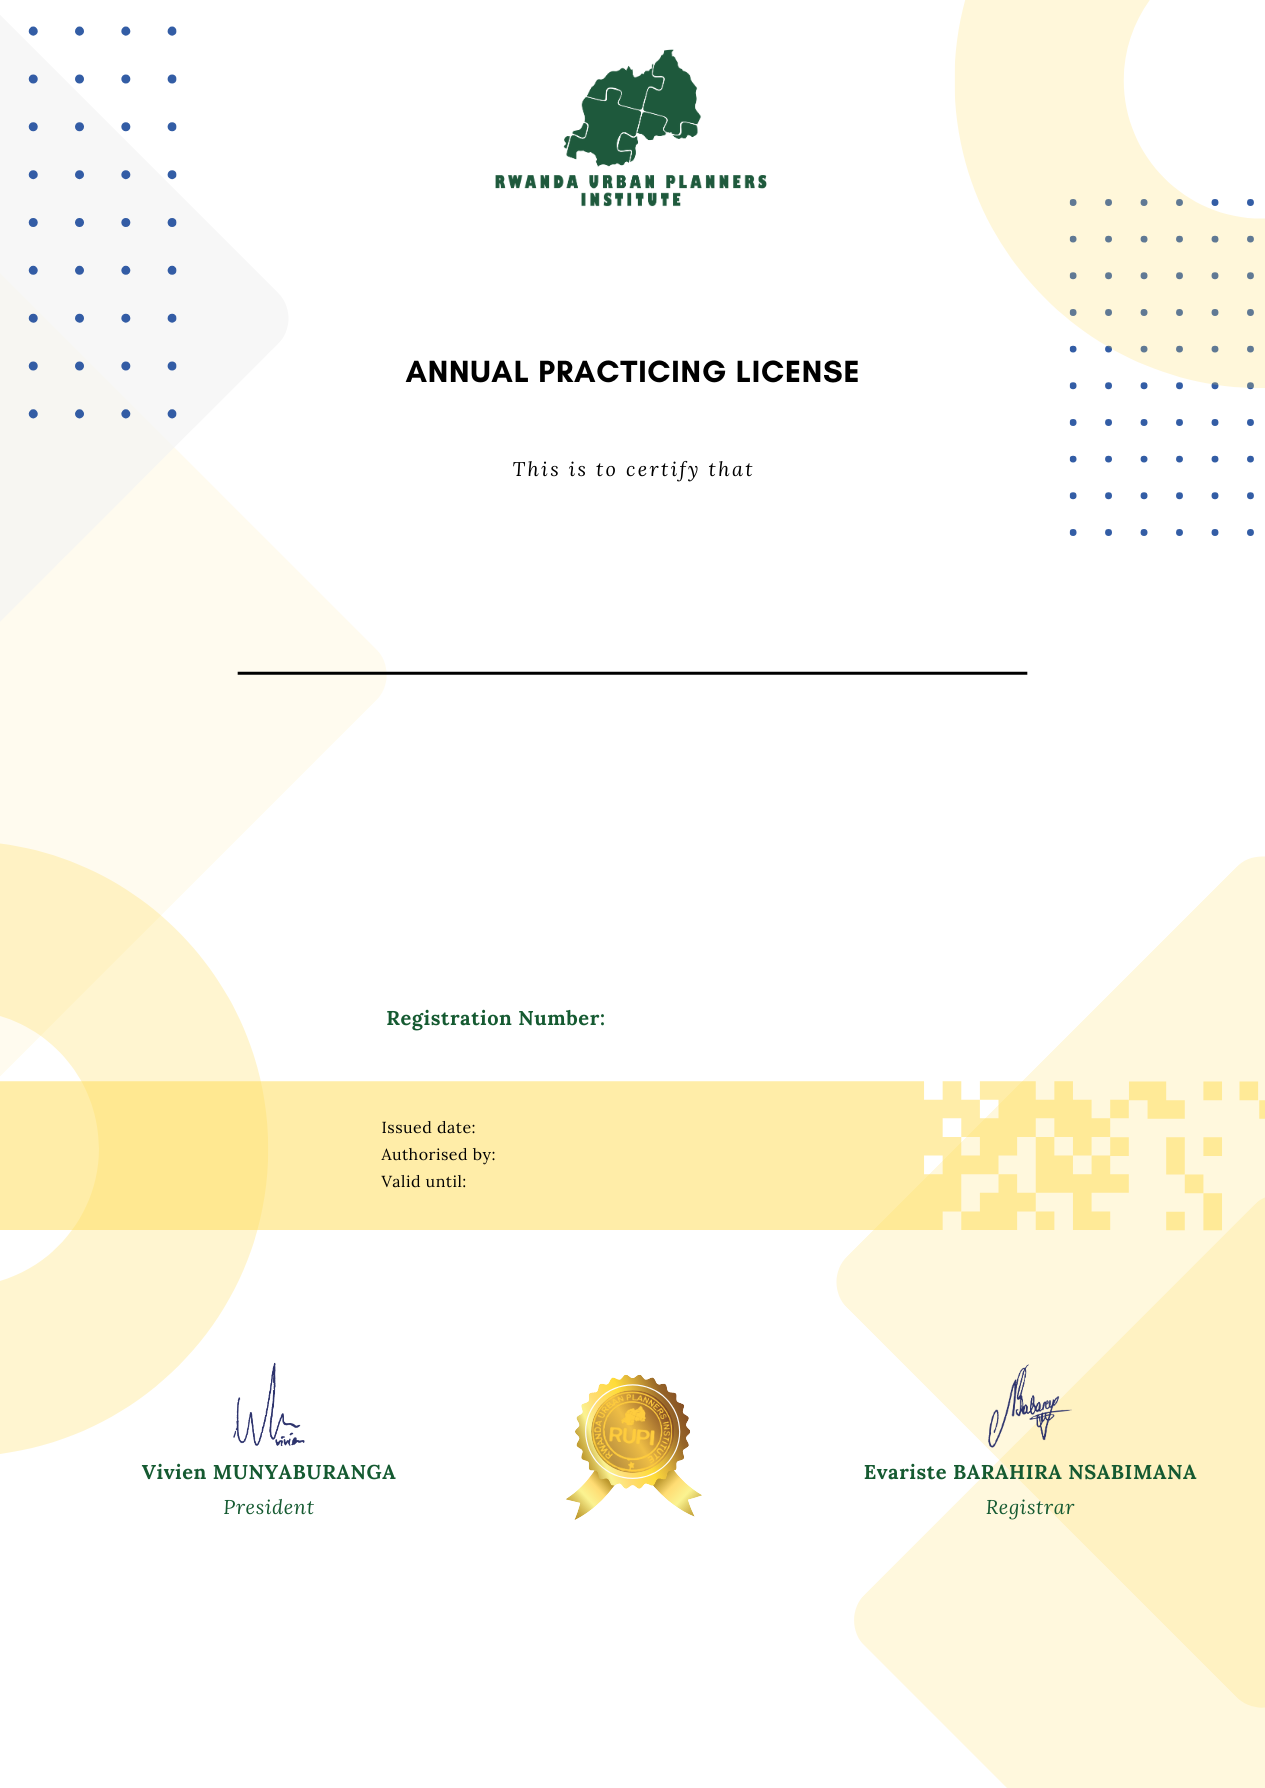 RWANDA URBAN PLANNERS
INSTITUTE
ANNUAL PRACTICING LICENSE
This is to certify that
Registration Number:
Issued date:
Authorised by:
Valid until:
vivien
RWANDA URBAN PLANNERS INSTITUTE
RUPI
Vivien MUNYABURANGA
President
Evariste BARAHIRA NSABIMANA
Registrar